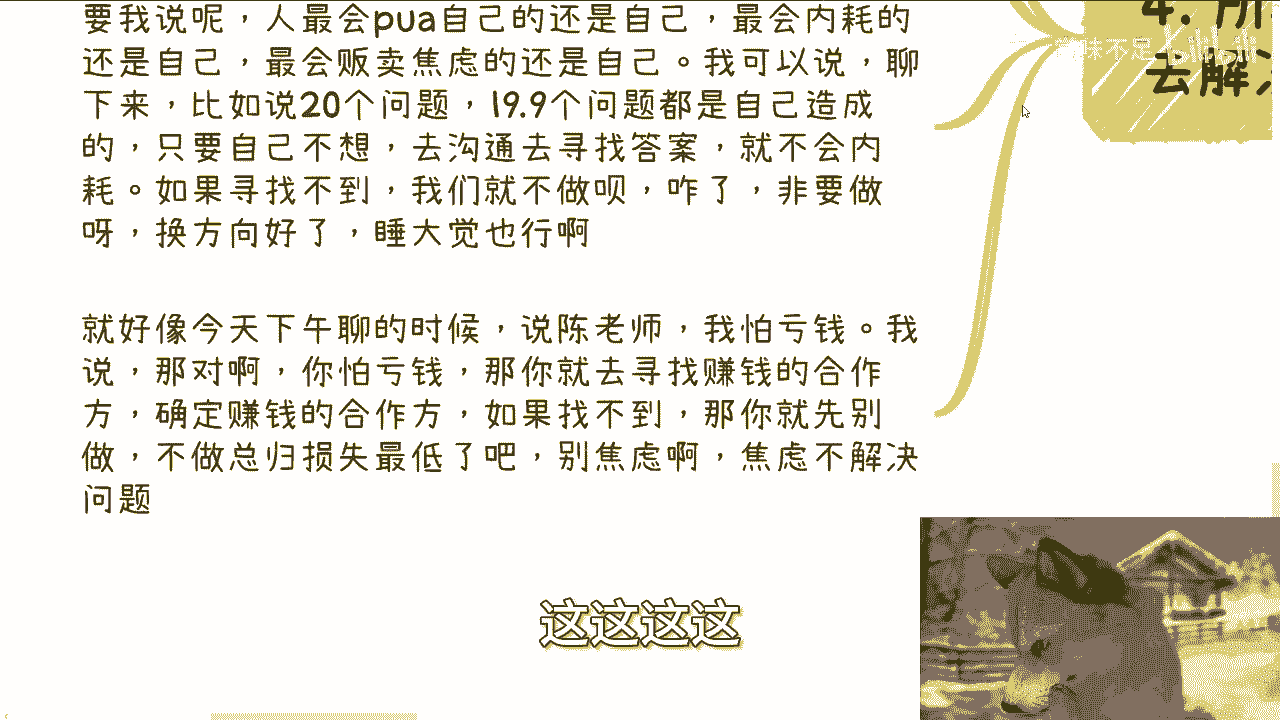 要我说呢，人最会pua自己的还是自己，最会内耗的
还是自己，最会贩卖焦虑的还是自己。我可以说，聊
下来，比如说20个问题，19.9个问题都是自己造成
的，只要自己不想，去沟通去寻找答案，就不会内
耗。如果寻找不到，我们就不做呗，咋了，非要做
呀，换方向好了，睡大觉也行啊
就好像今天下午聊的时候，说陈老师，我怕亏钱。我
说，那对啊，你怕亏钱，那你就去寻找赚钱的合作
方，确定赚钱的合作方，如果找不到，那你就先别
做，不做总归损失最低了吧，别焦虑啊，焦虑不解决
问题
4. 所
去解决
这这这这